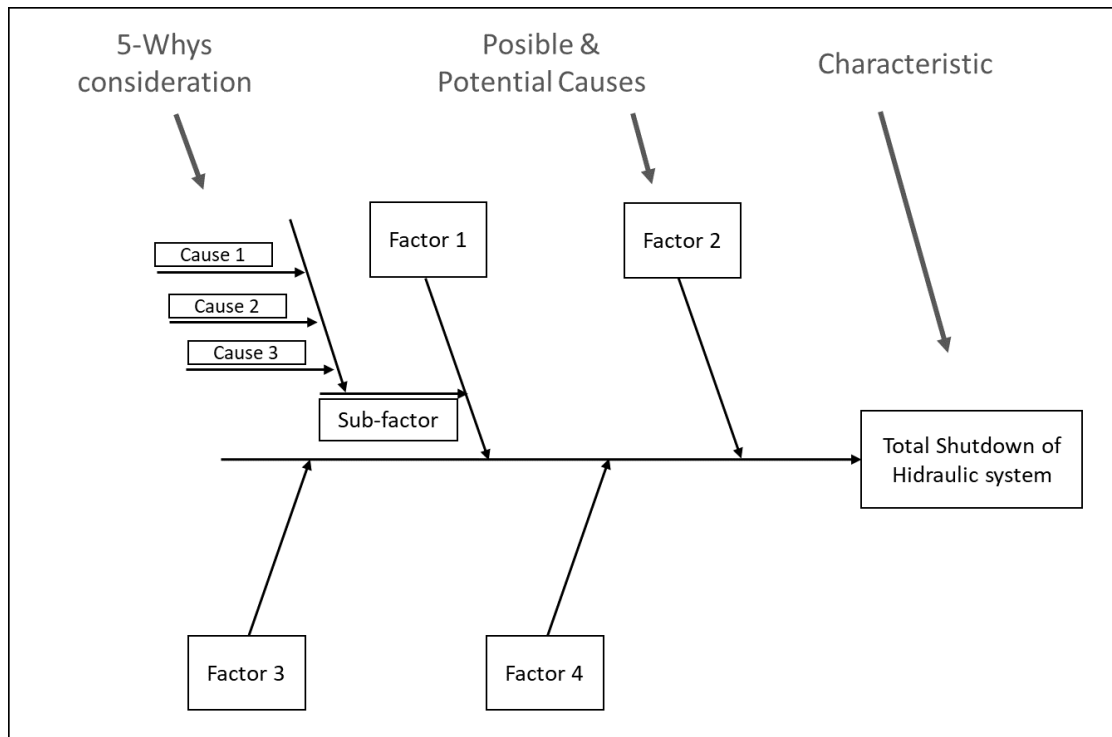 5-Whys
consideration
Posible &
Potential Causes
Characteristic
Factor 1
Factor 2
Cause 1
Cause 2
Cause 3
Sub-factor
Total Shutdown of
Hidraulic system
Factor 3
Factor 4